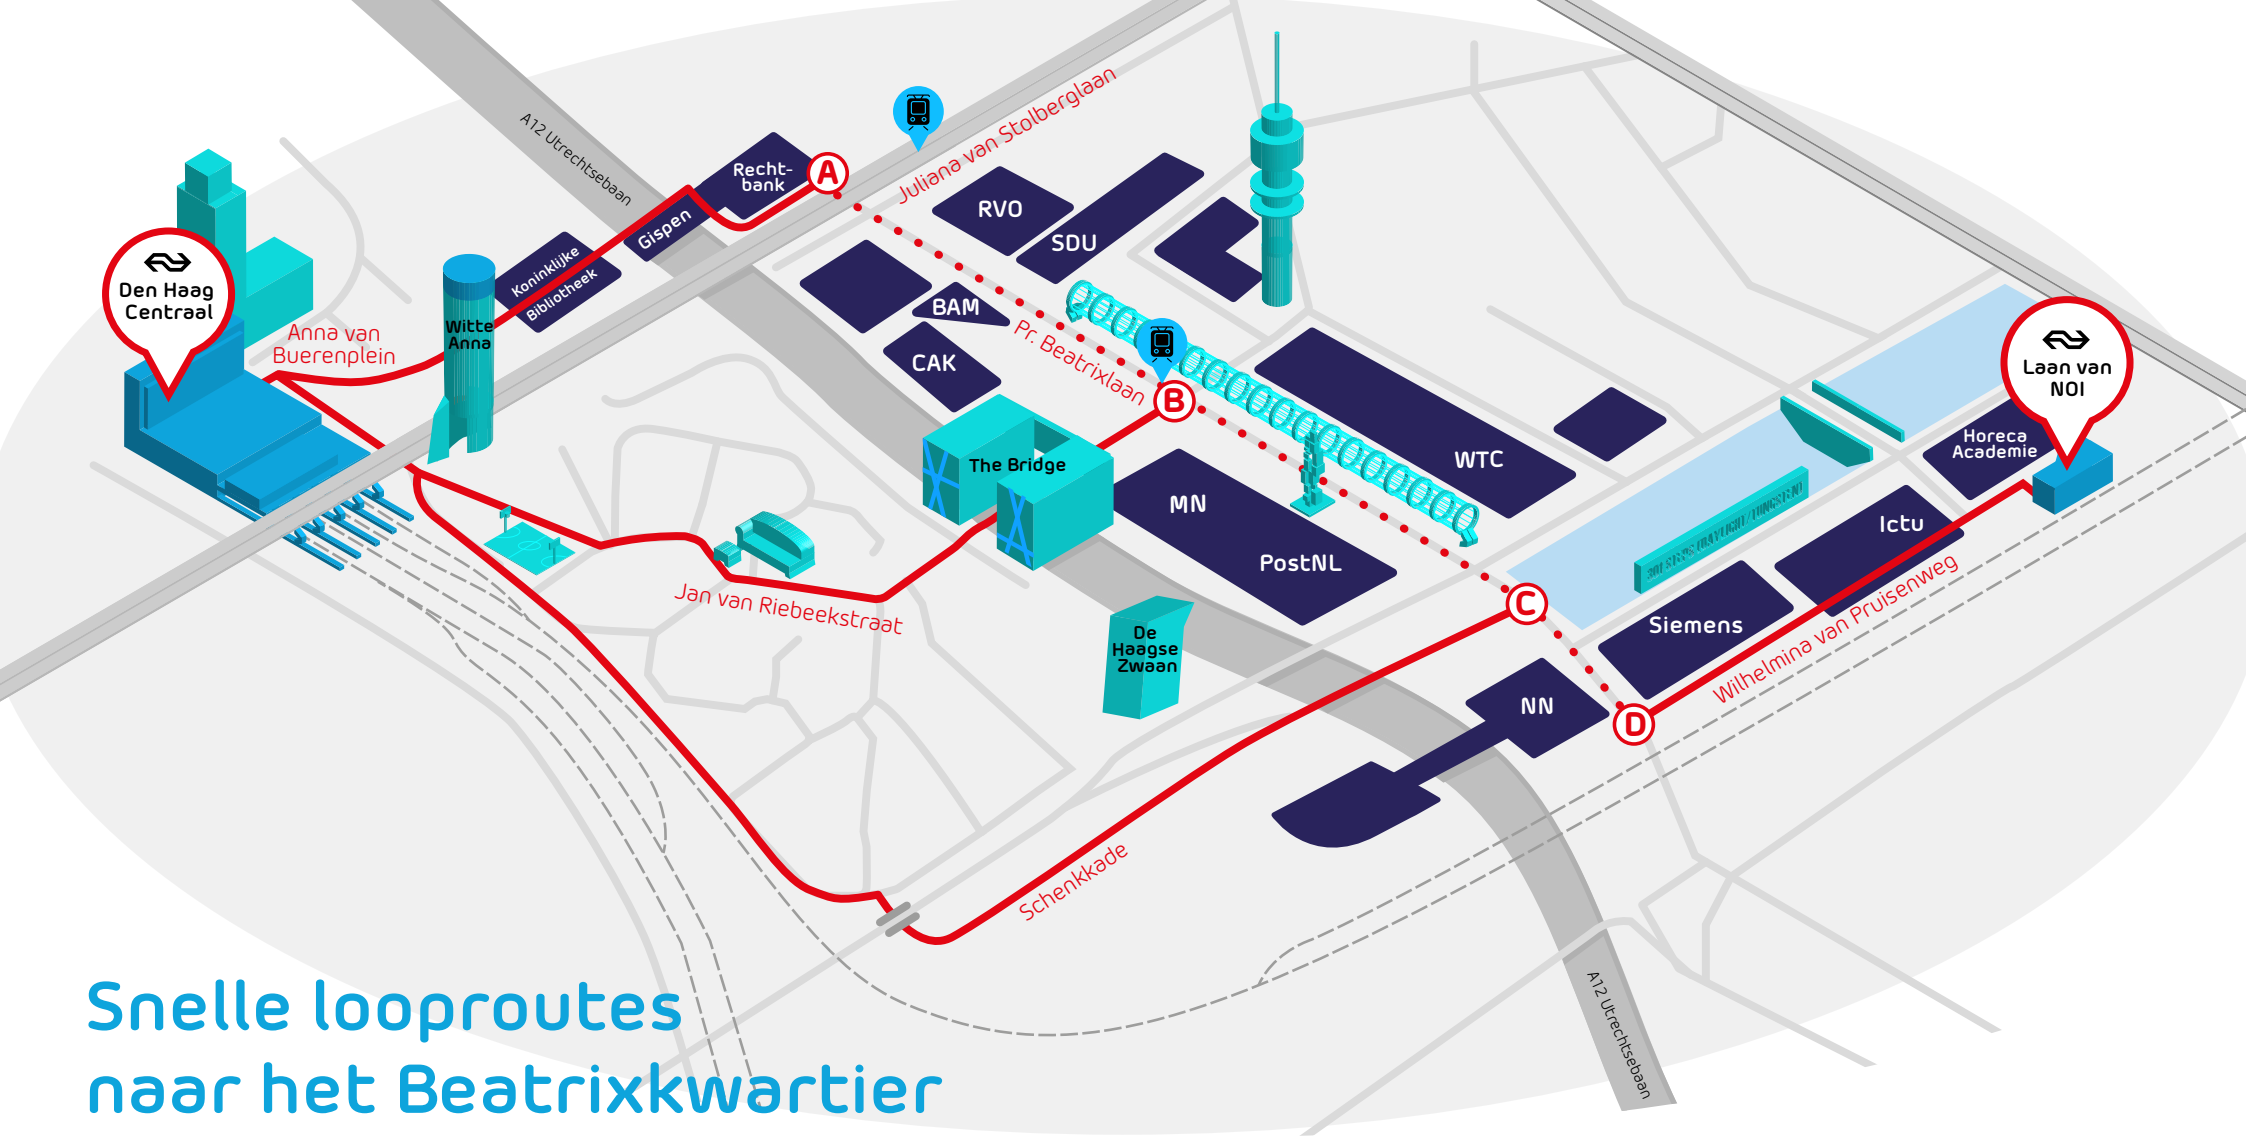 A12 Utrechtsebaan
Juliana van Stolberglaan
Recht-
bank
A
RVO
SDU
Gispen
Koninklijke
Bibliotheek
Den Haag
Centraal
Anna van
Buerenplein
Witte
Anna
BAM
CAK
Pr. Beatrixlaan
B
The Bridge
WTC
MN
PostNL
Laan van
NOI
Horeca
Academie
Ictu
Siemens
Wilhelmina van Pruisenweg
C
D
NN
De
Haagse
Zwaan
Jan van Riebeekstraat
Schenkkade
A12 Utrechtsebaan
Snelle looproutes
naar het Beatrixkwartier